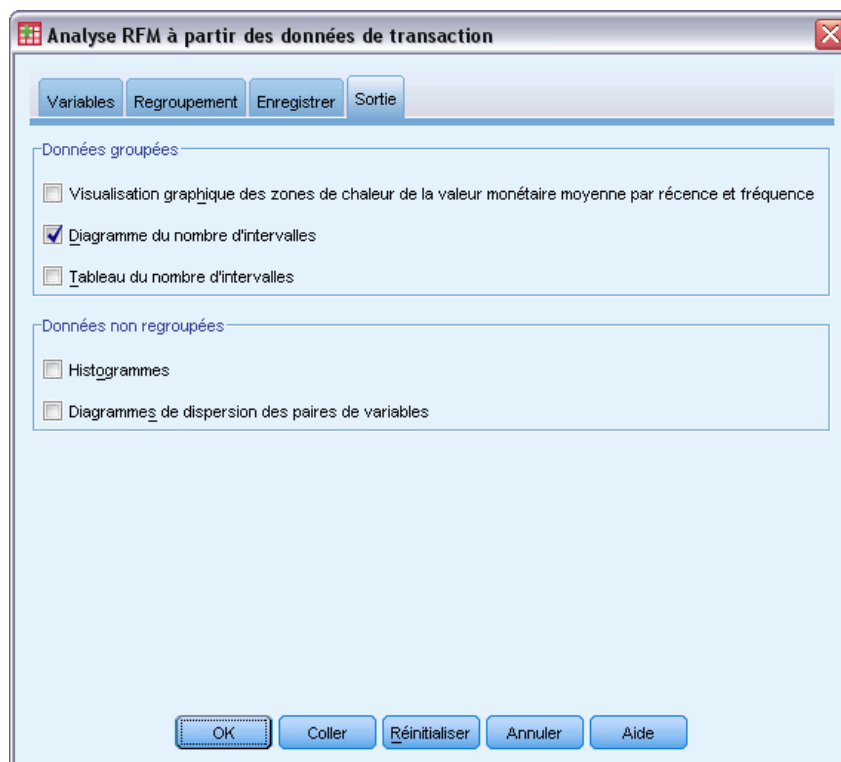 Analyse RFM à partir des données de transaction
Variables Regroupement Enregistrer Sortie
Données groupées
Visualisation graphique des zones de chaleur de la valeur monétaire moyenne par récence et fréquence
Diagramme du nombre d'intervalles
Tableau du nombre d'intervalles
Données non regroupées
Histogrammes
Diagrammes de dispersion des paires de variables
OK Coller Réinitialiser Annuler Aide